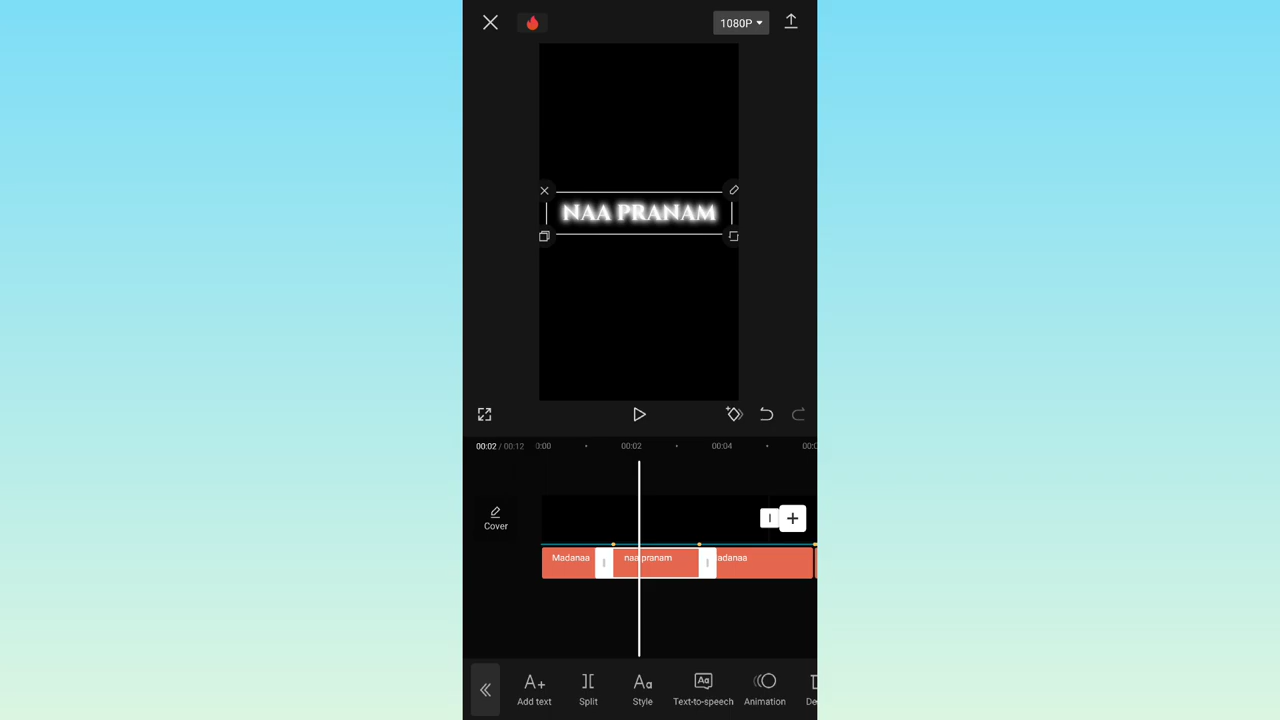 1080P
NAA PRANAM
00:02 / 00:12
0:00
00:02
00:04
Cover
Madanaa
naa pranam
adanaa
Add text
Split
Style
Text-to-speech
Animation